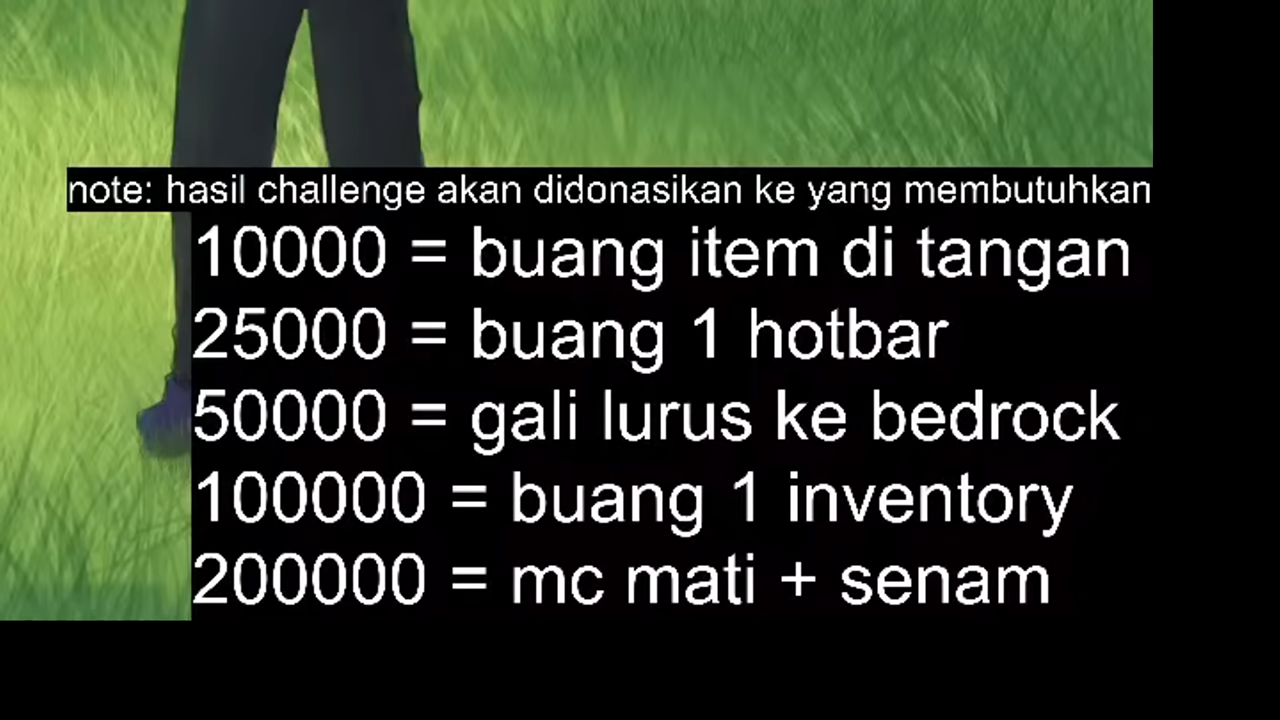 note: hasil challenge akan didonasikan ke yang membutuhkan
10000 = buang item di tangan
25000 = buang 1 hotbar
50000 = gali lurus ke bedrock
100000 = buang 1 inventory
200000 = mc mati + senam